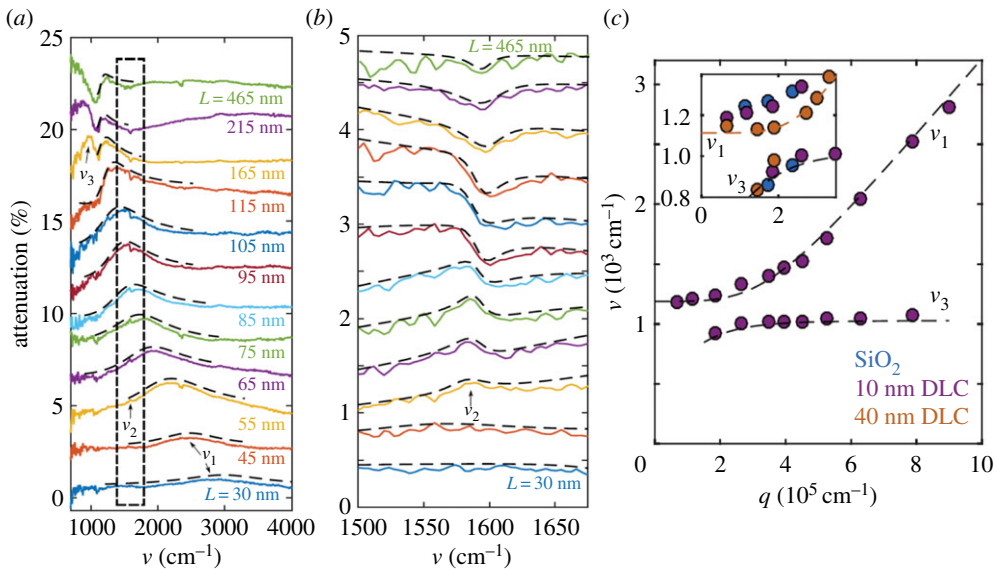 (a)
25
20
15
10
5
0
attenuation (%)
L = 465 nm
215 nm
165 nm
115 nm
105 nm
95 nm
85 nm
75 nm
65 nm
55 nm
45 nm
L = 30 nm
ν3
ν2
ν1
1000 2000 3000 4000
ν (cm−1)
(b)
5
4
3
2
1
0
L = 465 nm
ν2
L = 30 nm
1500 1550 1600 1650
ν (cm−1)
(c)
3
2
1
0
ν (10³ cm−1)
1.2
1.0
0.8
ν1
ν3
0 2
ν1
ν3
SiO2
10 nm DLC
40 nm DLC
0 2 4 6 8 10
q (10⁵ cm−1)